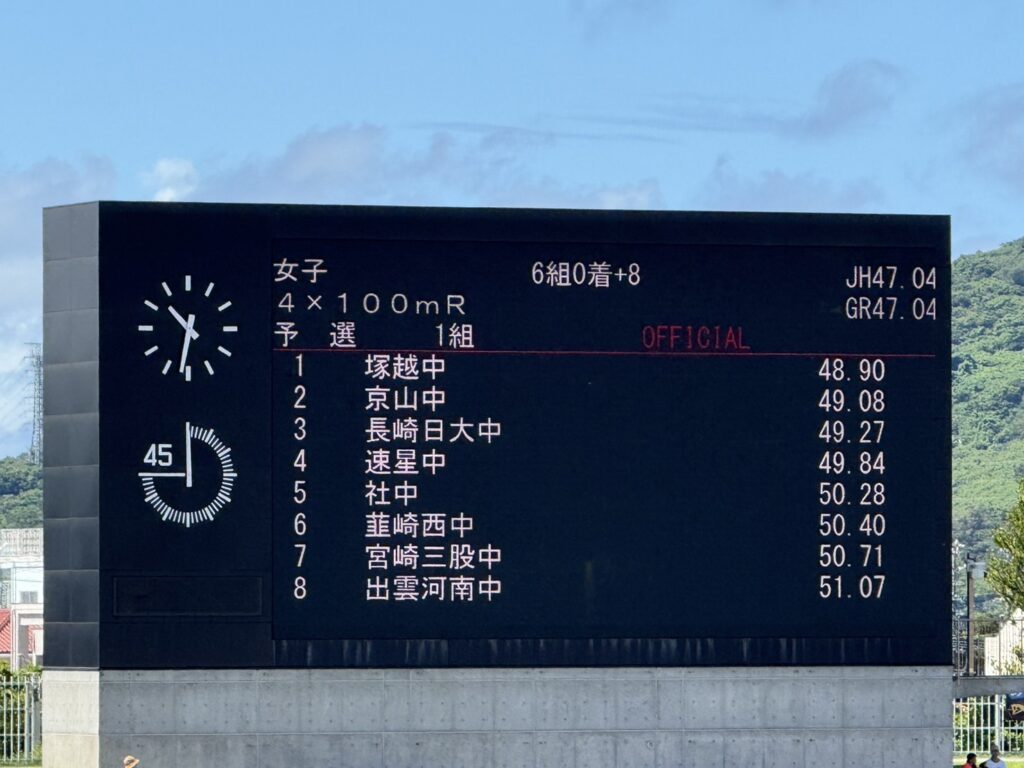 女子 6組0着+8 JH47.04
4×100mR GR47.04
予 選 1組 OFFICIAL
1 塚越中 48.90
2 京山中 49.08
3 長崎日大中 49.27
4 速星中 49.84
5 社中 50.28
6 韮崎西中 50.40
7 宮崎三股中 50.71
8 出雲河南中 51.07
45